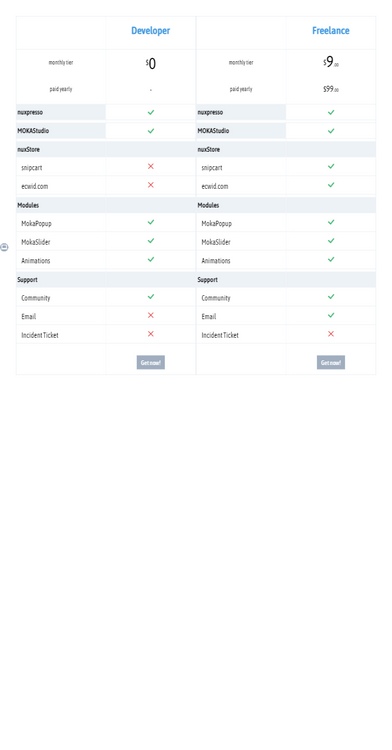 Developer Freelance
monthly tier $0 monthly tier $9.00
paid yearly - paid yearly $99.00
nuxpresso nuxpresso
MOKAStudio MOKAStudio
nuxStore nuxStore
snipcart snipcart
ecwid.com ecwid.com
Modules Modules
MokaPopup MokaPopup
MokaSlider MokaSlider
Animations Animations
Support Support
Community Community
Email Email
Incident Ticket Incident Ticket
Get now! Get now!